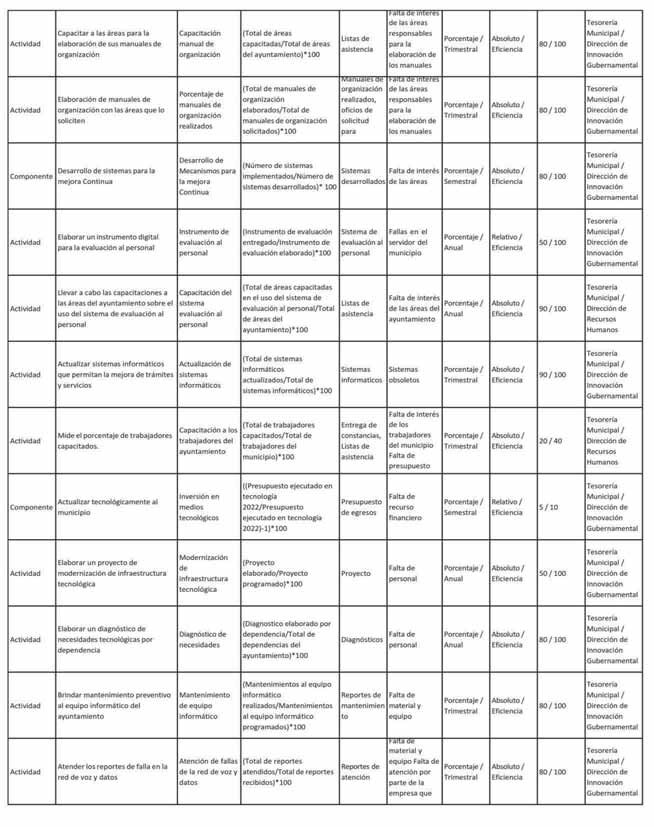 Actividad
Capacitar a las áreas para la
elaboración de sus manuales de
organización
Capacitación
manual de
organización
(Total de áreas
capacitadas/Total de áreas
del ayuntamiento)*100
Listas de
asistencia
Falta de interés
de las áreas
responsables
para la
elaboración de
los manuales
Porcentaje /
Trimestral
Absoluto /
Eficiencia
80 / 100
Tesorería
Municipal /
Dirección de
Innovación
Gubernamental
Actividad
Elaboración de manuales de
organización con las áreas que lo
soliciten
Porcentaje de
manuales de
organización
realizados
(Total de manuales de
organización
elaborados/Total de
manuales de organización
solicitados)*100
Manuales de
organización
realizados,
oficios de
solicitud
para
Falta de interés
de las áreas
responsables
para la
elaboración de
los manuales
Porcentaje /
Trimestral
Absoluto /
Eficiencia
80 / 100
Tesorería
Municipal /
Dirección de
Innovación
Gubernamental
Componente
Desarrollo de sistemas para la
mejora Continua
Desarrollo de
Mecanismos para
la mejora
Continua
(Número de sistemas
implementados/Número de
sistemas desarrollados)* 100
Sistemas
desarrollados
Falta de interés
de las áreas
Porcentaje /
Semestral
Absoluto /
Eficiencia
80 / 100
Tesorería
Municipal /
Dirección de
Innovación
Gubernamental
Actividad
Elaborar un instrumento digital
para la evaluación al personal
Instrumento de
evaluación al
personal
(Instrumento de evaluación
entregado/Instrumento de
evaluación elaborado)*100
Sistema de
evaluación al
personal
Fallas en el
servidor del
municipio
Porcentaje /
Anual
Relativo /
Eficiencia
50 / 100
Tesorería
Municipal /
Dirección de
Innovación
Gubernamental
Actividad
Llevar a cabo las capacitaciones a
las áreas del ayuntamiento sobre el
uso del sistema de evaluación al
personal
Capacitación del
sistema
evaluación al
personal
(Total de áreas capacitadas
en el uso del sistema de
evaluación al personal/Total
de áreas del
ayuntamiento)*100
Listas de
asistencia
Falta de interés
de las áreas del
ayuntamiento
Porcentaje /
Anual
Absoluto /
Eficiencia
90 / 100
Tesorería
Municipal /
Dirección de
Recursos
Humanos
Actividad
Actualizar sistemas informáticos
que permitan la mejora de trámites
y servicios
Actualización de
sistemas
informáticos
(Total de sistemas
informáticos
actualizados/Total de
sistemas informáticos)*100
Sistemas
informaticos
Sistemas
obsoletos
Porcentaje /
Trimestral
Absoluto /
Eficiencia
90 / 100
Tesorería
Municipal /
Dirección de
Innovación
Gubernamental
Actividad
Mide el porcentaje de trabajadores
capacitados.
Capacitación a los
trabajadores del
ayuntamiento
(Total de trabajadores
capacitados/Total de
trabajadores del
municipio)*100
Entrega de
constancias,
Listas de
asistencia
Falta de Interés
de los
trabajadores
del municipio
Falta de
presupuesto
Porcentaje /
Trimestral
Absoluto /
Eficiencia
20 / 40
Tesorería
Municipal /
Dirección de
Recursos
Humanos
Componente
Actualizar tecnológicamente al
municipio
Inversión en
medios
tecnológicos
((Presupuesto ejecutado en
tecnología
2022/Presupuesto
ejecutado en tecnología
2022)-1)*100
Presupuesto
de egresos
Falta de
recurso
financiero
Porcentaje /
Semestral
Relativo /
Eficiencia
5 / 10
Tesorería
Municipal /
Dirección de
Innovación
Gubernamental
Actividad
Elaborar un proyecto de
modernización de infraestructura
tecnológica
Modernización
de
infraestructura
tecnológica
(Proyecto
elaborado/Proyecto
programado)*100
Proyecto
Falta de
personal
Porcentaje /
Anual
Absoluto /
Eficiencia
50 / 100
Tesorería
Municipal /
Dirección de
Innovación
Gubernamental
Actividad
Elaborar un diagnóstico de
necesidades tecnológicas por
dependencia
Diagnóstico de
necesidades
(Diagnostico elaborado por
dependencia/Total de
dependencias del
ayuntamiento)*100
Diagnósticos
Falta de
personal
Porcentaje /
Anual
Absoluto /
Eficiencia
80 / 100
Tesorería
Municipal /
Dirección de
Innovación
Gubernamental
Actividad
Brindar mantenimiento preventivo
al equipo informático del
ayuntamiento
Mantenimiento
de equipo
informático
(Mantenimientos al equipo
informático
realizados/Mantenimientos
al equipo informático
programados)*100
Reportes de
mantenimien
to
Falta de
material y
equipo
Porcentaje /
Trimestral
Absoluto /
Eficiencia
80 / 100
Tesorería
Municipal /
Dirección de
Innovación
Gubernamental
Actividad
Atender los reportes de falla en la
red de voz y datos
Atención de fallas
de la red de voz y
datos
(Total de reportes
atendidos/Total de reportes
recibidos)*100
Reportes de
atención
Falta de
material y
equipo Falta de
atención por
parte de la
empresa que
Porcentaje /
Trimestral
Absoluto /
Eficiencia
80 / 100
Tesorería
Municipal /
Dirección de
Innovación
Gubernamental